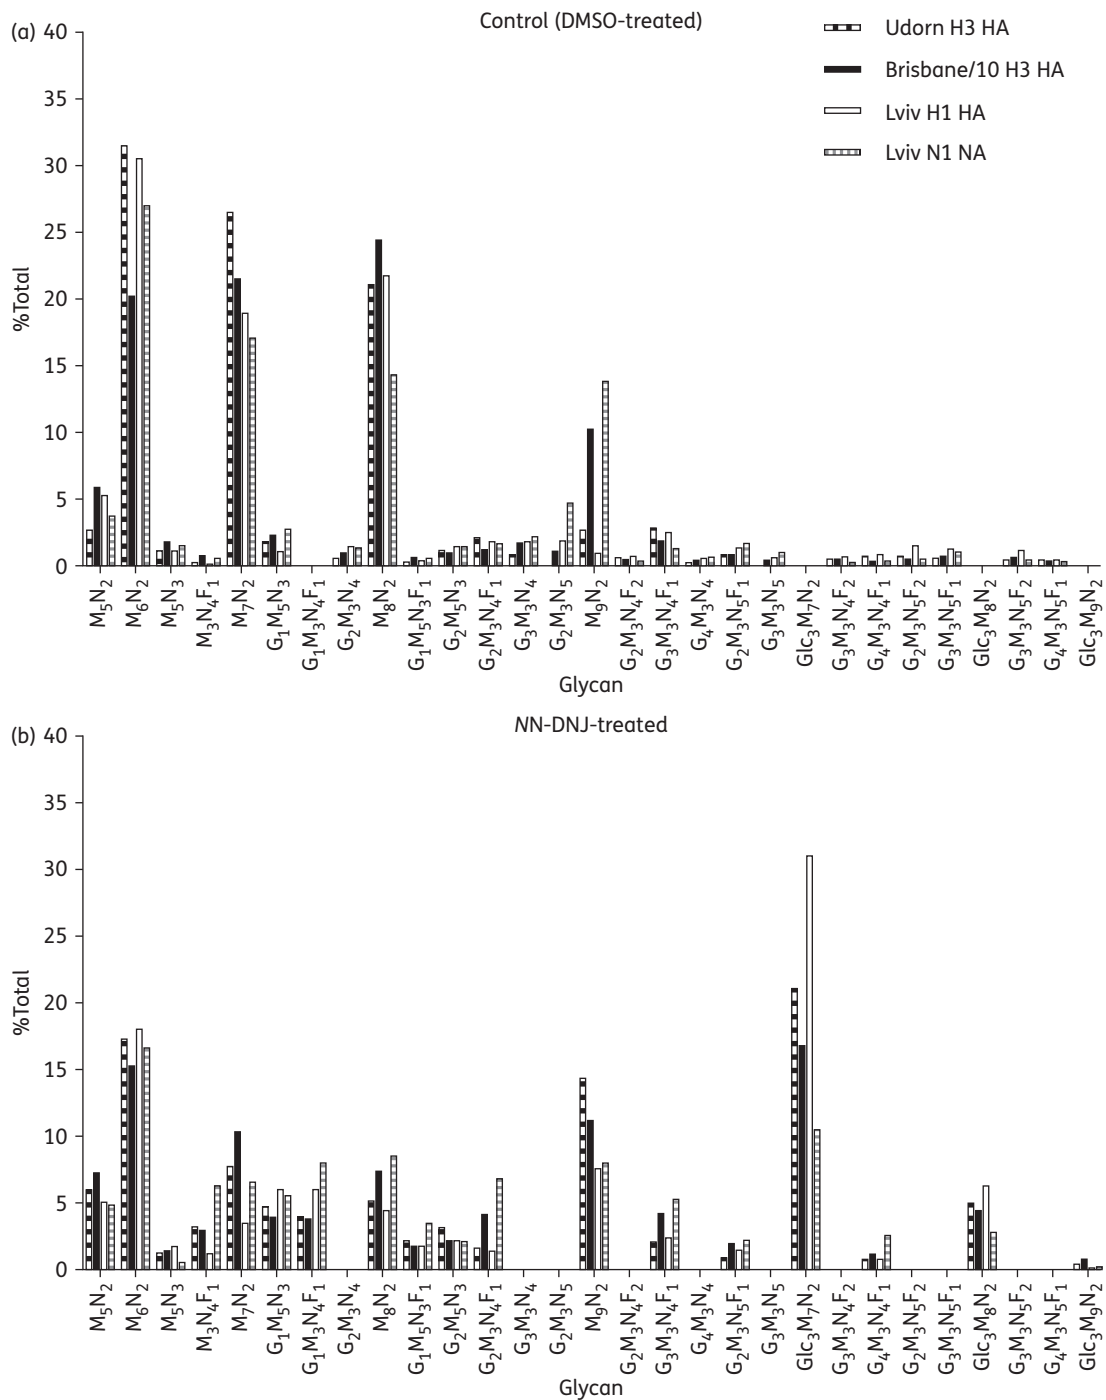 (a)
Control (DMSO-treated)
Udorn H3 HA
Brisbane/10 H3 HA
Lviv H1 HA
Lviv N1 NA
%Total
40
35
30
25
20
15
10
5
0
M5N2
M6N2
M5N3
M3N4F1
M7N2
G1M5N3
G1M3N4F1
G2M3N4
M8N2
G1M5N3F1
G2M5N3
G2M3N4F1
G3M3N4
G2M3N5
M9N2
G2M3N4F2
G3M3N4F1
G4M3N4
G2M3N5F1
G3M3N5
Glc3M7N2
G3M3N4F2
G4M3N4F1
G2M3N5F2
G3M3N5F1
Glc3M8N2
G3M3N5F2
G4M3N5F1
Glc3M9N2
Glycan
(b)
NN-DNJ-treated
%Total
40
35
30
25
20
15
10
5
0
M5N2
M6N2
M5N3
M3N4F1
M7N2
G1M5N3
G1M3N4F1
G2M3N4
M8N2
G1M5N3F1
G2M5N3
G2M3N4F1
G3M3N4
G2M3N5
M9N2
G2M3N4F2
G3M3N4F1
G4M3N4
G2M3N5F1
G3M3N5
Glc3M7N2
G3M3N4F2
G4M3N4F1
G2M3N5F2
G3M3N5F1
Glc3M8N2
G3M3N5F2
G4M3N5F1
Glc3M9N2
Glycan